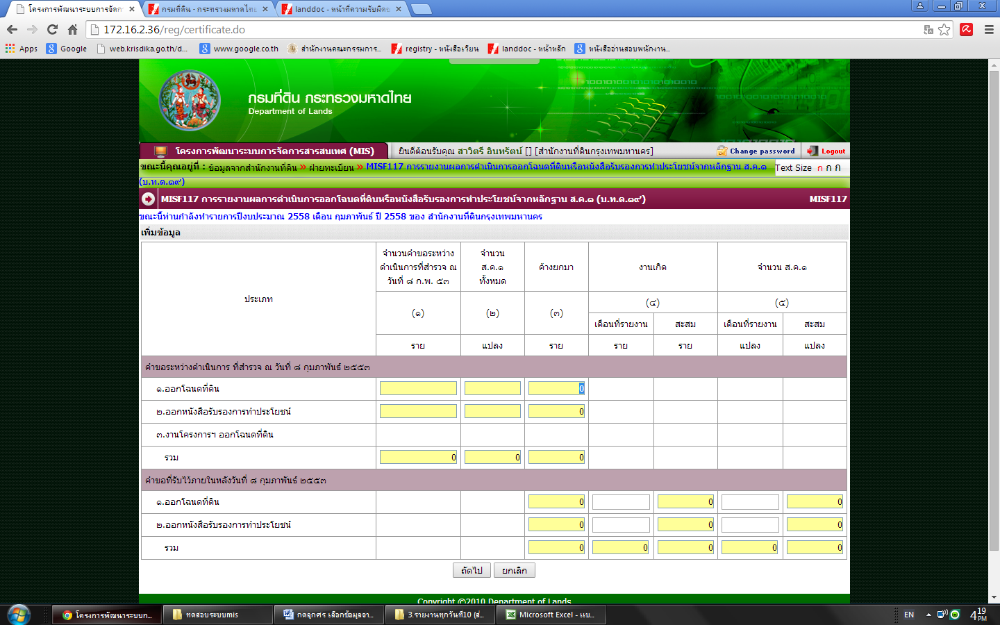 โครงการพัฒนาระบบการจัดกา
กรมที่ดิน - กระทรวงมหาดไทย
landdoc - หน้าที่ความรับผิดช
172.16.2.36/reg/certificate.do
Apps Google web.krisdika.go.th/d... www.google.co.th สำนักงานคณะกรรมการ... registry - หนังสือเวียน landdoc - หน้าหลัก หนังสืออ่านสอบพนักงาน...
กรมที่ดิน กระทรวงมหาดไทย
Department of Lands
โครงการพัฒนาระบบการจัดการสารสนเทศ (MIS) ยินดีต้อนรับคุณ สาวิตรี อินทรัตน์ [] [สำนักงานที่ดินกรุงเทพมหานคร] Change password Logout
ขณะนี้คุณอยู่ที่ : ข้อมูลจากสำนักงานที่ดิน » ฝ่ายทะเบียน » MISF117 การรายงานผลการดำเนินการออกโฉนดที่ดินหรือหนังสือรับรองการทำประโยชน์จากหลักฐาน ส.ค.๑ Text Size ก ก ก
(บ.ท.ด.๑๙)
MISF117 การรายงานผลการดำเนินการออกโฉนดที่ดินหรือหนังสือรับรองการทำประโยชน์จากหลักฐาน ส.ค.๑ (บ.ท.ด.๑๙) MISF117
ขณะนี้ท่านกำลังทำรายการปีงบประมาณ 2558 เดือน กุมภาพันธ์ ปี 2558 ของ สำนักงานที่ดินกรุงเทพมหานคร
เพิ่มข้อมูล
ประเภท
จำนวนคำขอระหว่าง
ดำเนินการที่สำรวจ ณ
วันที่ ๘ ก.พ. ๕๓
จำนวน
ส.ค.๑
ทั้งหมด
ค้างยกมา
งานเกิด
จำนวน ส.ค.๑
(๑) (๒) (๓) (๔) (๕)
เดือนที่รายงาน สะสม เดือนที่รายงาน สะสม
ราย แปลง ราย ราย ราย แปลง แปลง
คำขอระหว่างดำเนินการ ที่สำรวจ ณ วันที่ ๘ กุมภาพันธ์ ๒๕๕๓
๑.ออกโฉนดที่ดิน 0
๒.ออกหนังสือรับรองการทำประโยชน์ 0
๓.งานโครงการฯ ออกโฉนดที่ดิน
รวม 0 0 0
คำขอที่รับไว้ภายในหลังวันที่ ๘ กุมภาพันธ์ ๒๕๕๓
๑.ออกโฉนดที่ดิน 0 0 0
๒.ออกหนังสือรับรองการทำประโยชน์ 0 0 0
รวม 0 0 0 0 0
ถัดไป ยกเลิก
Copyright ©2010 Department of Lands
โครงการพัฒนาระบบก... ทดสอบระบบmis กดลูกศร เลือกข้อมูลจา... 3.รายงานทุกวันที่10 (ส่... Microsoft Excel - แบ... EN 4:19 PM